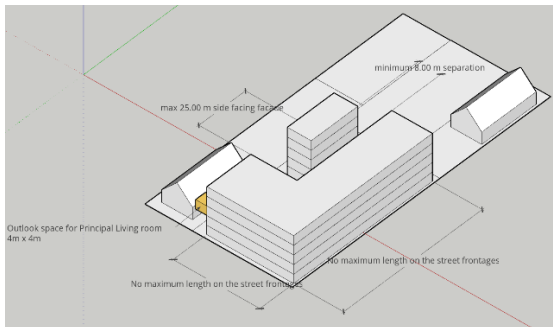 minimum 8.00 m separation
max 25.00 m side facing facade
Outlook space for Principal Living room
4m x 4m
No maximum length on the street frontages
No maximum length on the street frontages